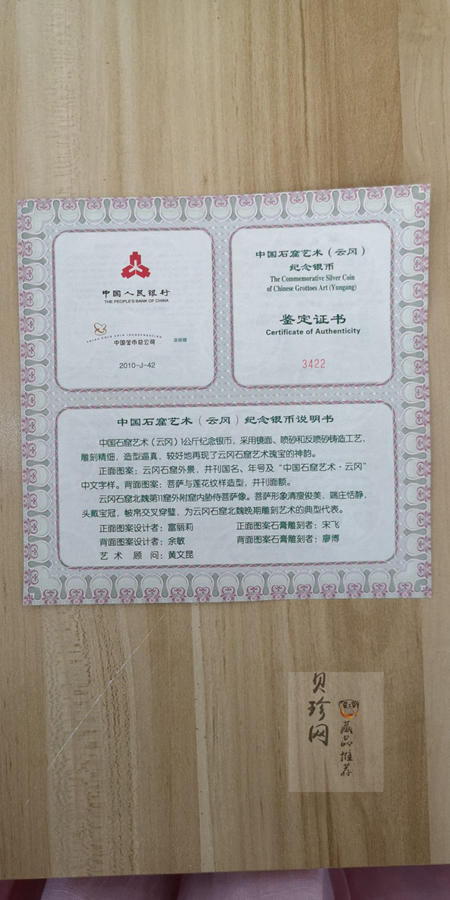 中国人民银行
THE PEOPLE'S BANK OF CHINA
CHINA GOLD COIN INCORPORATION
中国金币总公司
2010-J-42
中国石窟艺术（云冈）
纪念银币
The Commemorative Silver Coin
of Chinese Grottoes Art (Yungang)
鉴定证书
Certificate of Authenticity
3422
中国石窟艺术（云冈）纪念银币说明书
中国石窟艺术（云冈）1公斤纪念银币，采用镜面、喷砂和反喷砂铸造工艺，
雕刻精细，造型逼真，较好地再现了云冈石窟艺术瑰宝的神韵。
正面图案：云冈石窟外景，并刊国名、年号及“中国石窟艺术·云冈”
中文字样。背面图案：菩萨与莲花纹样造型，并刊面额。
云冈石窟北魏第11窟外附窟内胁侍菩萨像。菩萨形象清瘦俊美，端庄恬静，
头戴宝冠，帔帛交叉穿璧，为云冈石窟北魏晚期雕刻艺术的典型代表。
正面图案设计者：富丽莉
正面图案石膏雕刻者：宋飞
背面图案设计者：余敏
背面图案石膏雕刻者：廖博
艺术顾问：黄文昆
贝珍网
藏品推荐